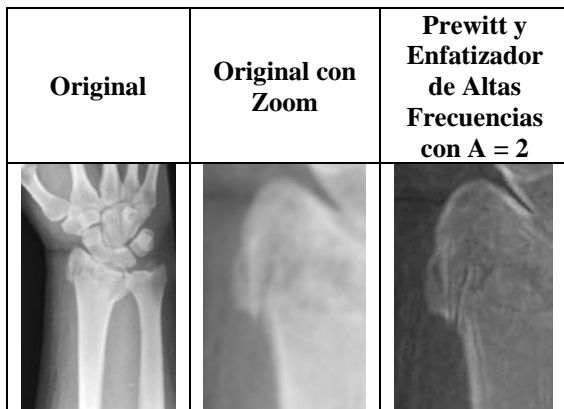 Original
Original con
Zoom
Prewitt y
Enfatizador
de Altas
Frecuencias
con A = 2